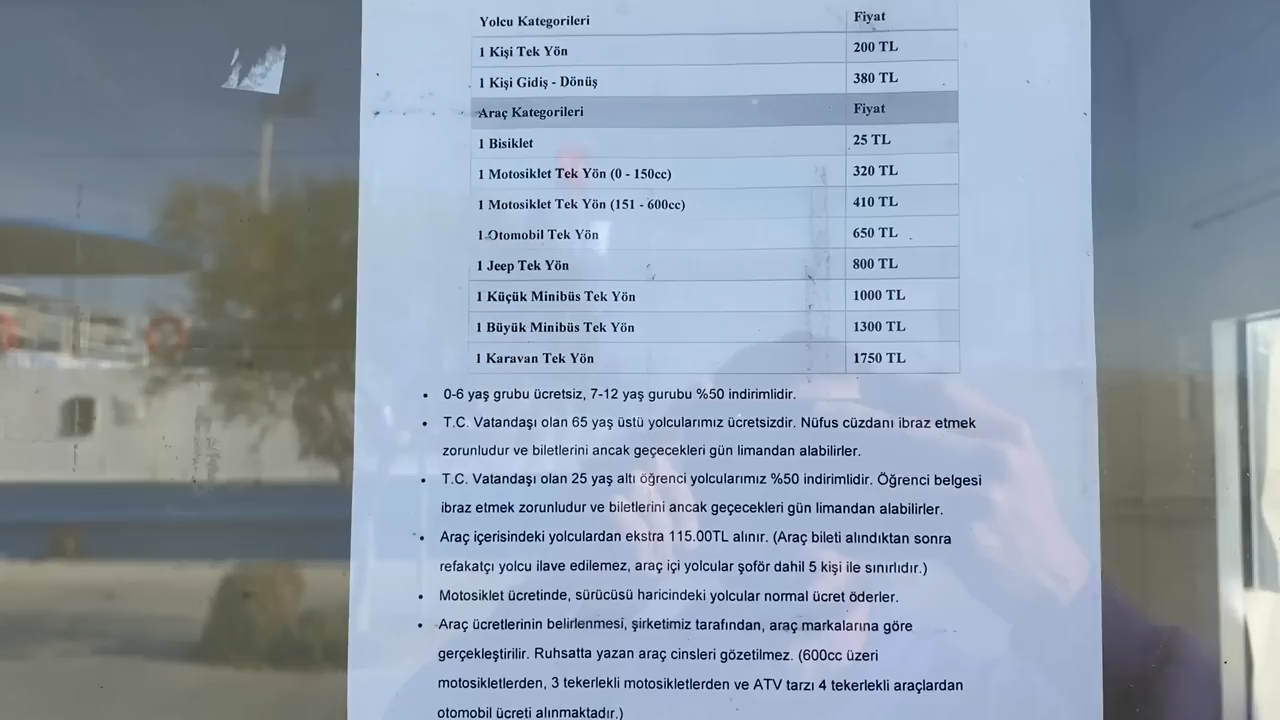 Yolcu Kategorileri Fiyat
1 Kişi Tek Yön 200 TL
1 Kişi Gidiş - Dönüş 380 TL
Araç Kategorileri Fiyat
1 Bisiklet 25 TL
1 Motosiklet Tek Yön (0 - 150cc) 320 TL
1 Motosiklet Tek Yön (151 - 600cc) 410 TL
1 Otomobil Tek Yön 650 TL
1 Jeep Tek Yön 800 TL
1 Küçük Minibüs Tek Yön 1000 TL
1 Büyük Minibüs Tek Yön 1300 TL
1 Karavan Tek Yön 1750 TL
• 0-6 yaş grubu ücretsiz, 7-12 yaş gurubu %50 indirimlidir.
• T.C. Vatandaşı olan 65 yaş üstü yolcularımız ücretsizdir. Nüfus cüzdanı ibraz etmek
zorunludur ve biletlerini ancak geçecekleri gün limandan alabilirler.
• T.C. Vatandaşı olan 25 yaş altı öğrenci yolcularımız %50 indirimlidir. Öğrenci belgesi
ibraz etmek zorunludur ve biletlerini ancak geçecekleri gün limandan alabilirler.
• Araç içerisindeki yolculardan ekstra 115.00TL alınır. (Araç bileti alındıktan sonra
refakatçı yolcu ilave edilemez, araç içi yolcular şoför dahil 5 kişi ile sınırlıdır.)
• Motosiklet ücretinde, sürücüsü haricindeki yolcular normal ücret öderler.
• Araç ücretlerinin belirlenmesi, şirketimiz tarafından, araç markalarına göre
gerçekleştirilir. Ruhsatta yazan araç cinsleri gözetilmez. (600cc üzeri
motosikletlerden, 3 tekerlekli motosikletlerden ve ATV tarzı 4 tekerlekli araçlardan
otomobil ücreti alınmaktadır.)